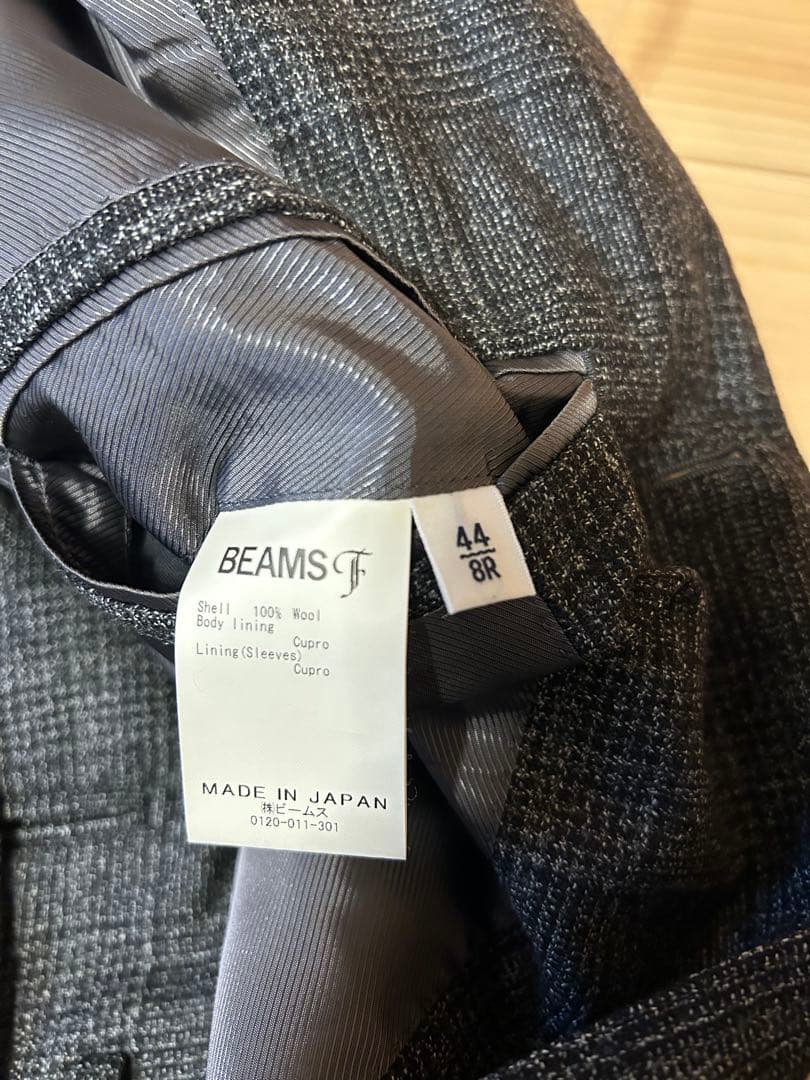 BEAMS F
Shell 100% Wool
Body lining
Cupro
Lining(Sleeves)
Cupro
MADE IN JAPAN
㈱ビームス
0120-011-301
44
8R